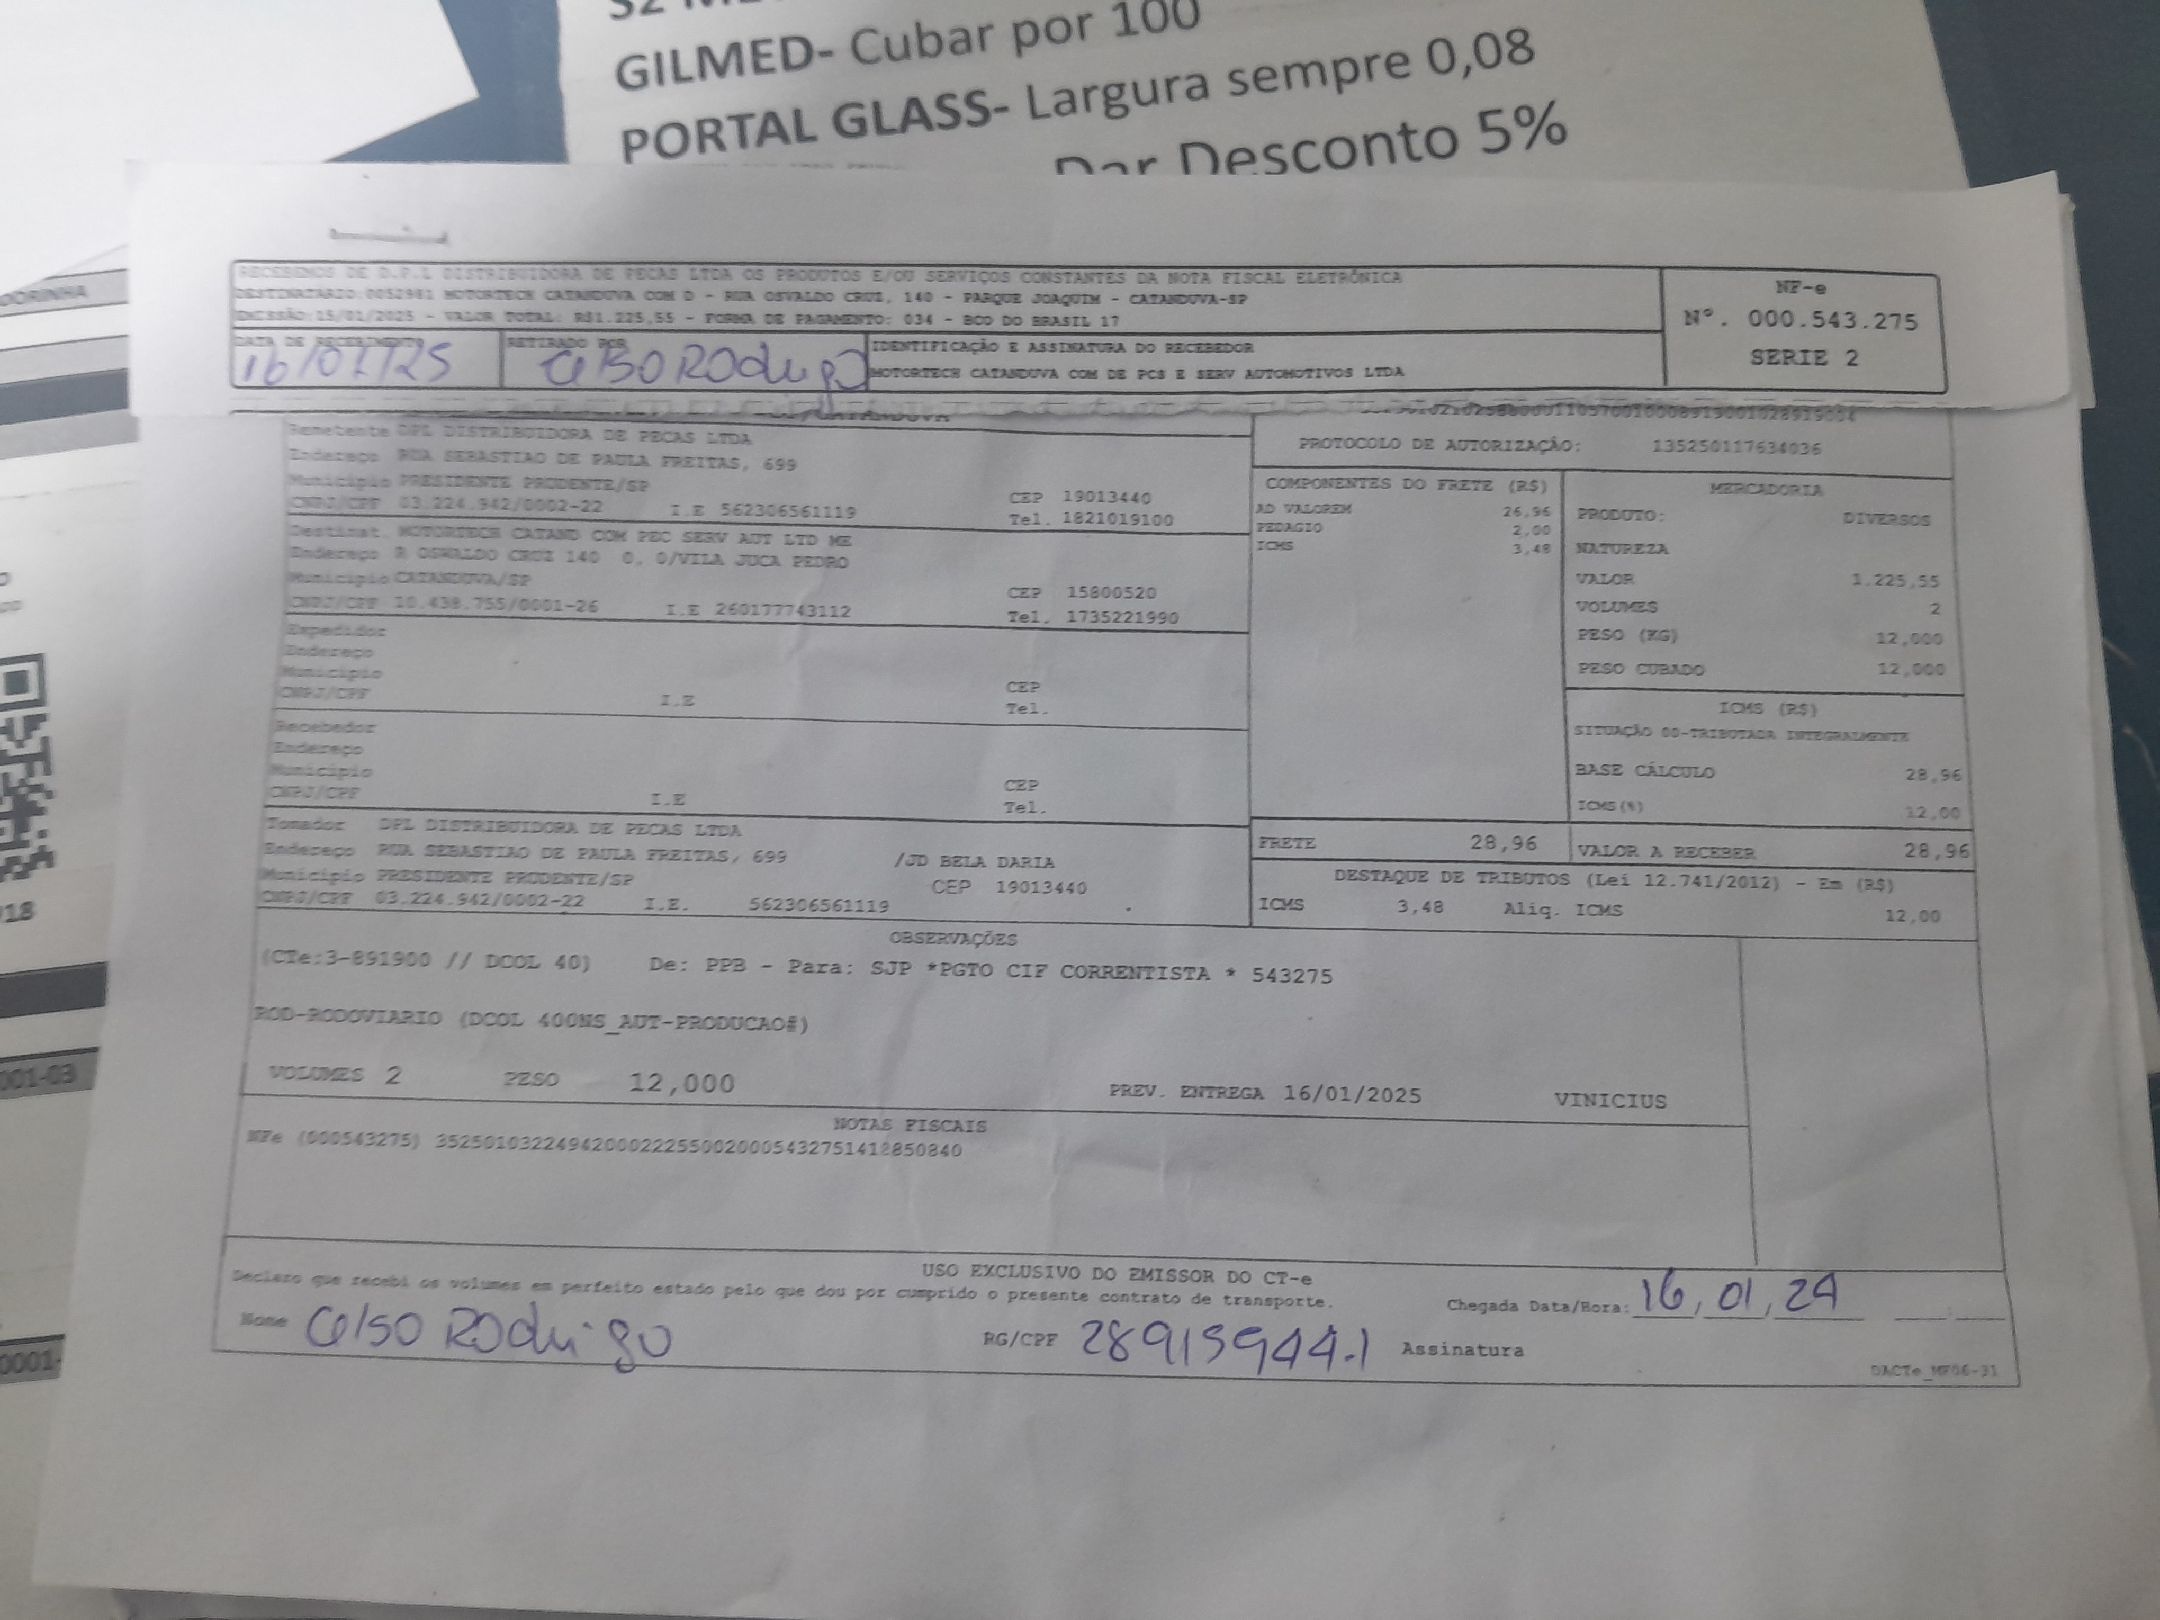 GILMED- Cubar por 100
PORTAL GLASS- Largura sempre 0,08
Dar Desconto 5%
RECEBEMOS DE D.P.L DISTRIBUIDORA DE PECAS LTDA OS PRODUTOS E/OU SERVIÇOS CONSTANTES DA NOTA FISCAL ELETRÔNICA
DESTINATARIO:0052981 MOTORTECH CATANDUVA COM D - RUA OSVALDO CRUZ, 140 - PARQUE JOAQUIM - CATANDUVA-SP
EMISSÃO:15/01/2025 - VALOR TOTAL: R$1.225,55 - FORMA DE PAGAMENTO: 034 - BCO DO BRASIL 17
NF-e
Nº. 000.543.275
SERIE 2
DATA DE RECEBIMENTO
16/01/25
RETIRADO POR
Celso Rodrigo
IDENTIFICAÇÃO E ASSINATURA DO RECEBEDOR
MOTORTECH CATANDUVA COM DE PCS E SERV AUTOMOTIVOS LTDA
Remetente DPL DISTRIBUIDORA DE PECAS LTDA
Endereço RUA SEBASTIAO DE PAULA FREITAS, 699
Município PRESIDENTE PRUDENTE/SP CEP 19013440
CNPJ/CPF 03.224.942/0002-22 I.E 562306561119 Tel. 1821019100
Destinat. MOTORTECH CATAND COM PEC SERV AUT LTD ME
Endereço R OSWALDO CRUZ 140 0, 0/VILA JUCA PEDRO
Município CATANDUVA/SP CEP 15800520
CNPJ/CPF 10.438.755/0001-26 I.E 260177743112 Tel. 1735221990
Expedidor
Endereço
Município CEP
CNPJ/CPF I.E Tel.
Recebedor
Endereço
Município CEP
CNPJ/CPF I.E Tel.
Tomador DPL DISTRIBUIDORA DE PECAS LTDA
Endereço RUA SEBASTIAO DE PAULA FREITAS, 699 /JD BELA DARIA
Município PRESIDENTE PRUDENTE/SP CEP 19013440
CNPJ/CPF 03.224.942/0002-22 I.E. 562306561119
PROTOCOLO DE AUTORIZAÇÃO: 135250117634036
COMPONENTES DO FRETE (R$)
AD VALOREM 26,96
PEDAGIO 2,00
ICMS 3,48
MERCADORIA
PRODUTO: DIVERSOS
NATUREZA
VALOR 1.225,55
VOLUMES 2
PESO (KG) 12,000
PESO CUBADO 12,000
ICMS (R$)
SITUAÇÃO 00-TRIBUTADA INTEGRALMENTE
BASE CÁLCULO 28,96
ICMS(%) 12,00
FRETE 28,96 VALOR A RECEBER 28,96
DESTAQUE DE TRIBUTOS (Lei 12.741/2012) - Em (R$)
ICMS 3,48 Aliq. ICMS 12,00
OBSERVAÇÕES
(CTe:3-891900 // DCOL 40) De: PPB - Para: SJP *PGTO CIF CORRENTISTA * 543275
ROD-RODOVIARIO (DCOL 400NS_AUT-PRODUCAO#)
VOLUMES 2 PESO 12,000 PREV. ENTREGA 16/01/2025 VINICIUS
NOTAS FISCAIS
NFe (000543275) 35250103224942000222550020005432751412850840
USO EXCLUSIVO DO EMISSOR DO CT-e
Declaro que recebi os volumes em perfeito estado pelo que dou por cumprido o presente contrato de transporte.
Chegada Data/Hora: 16,01,24
Nome Celso Rodrigo RG/CPF 28915944.1 Assinatura
DACTe_MF06-31